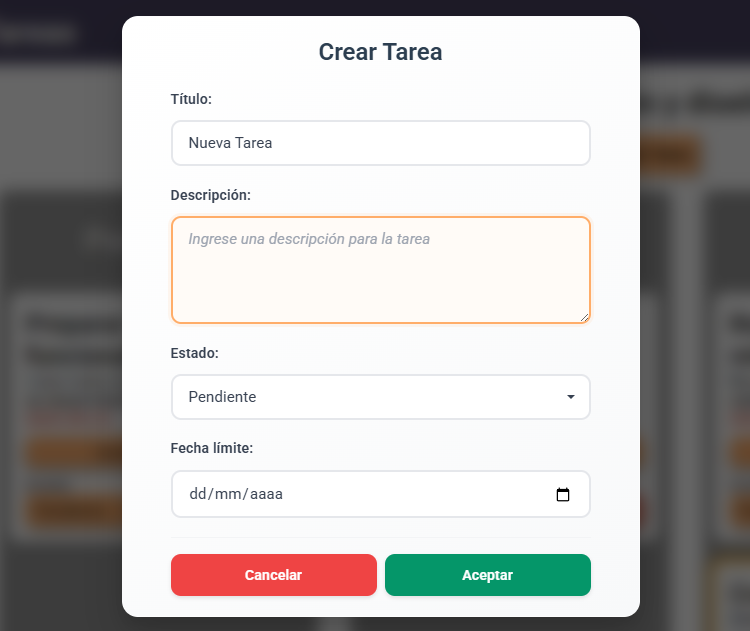 Crear Tarea
Título:
Nueva Tarea
Descripción:
Ingrese una descripción para la tarea
Estado:
Pendiente
Fecha límite:
dd/mm/aaaa
Cancelar
Aceptar